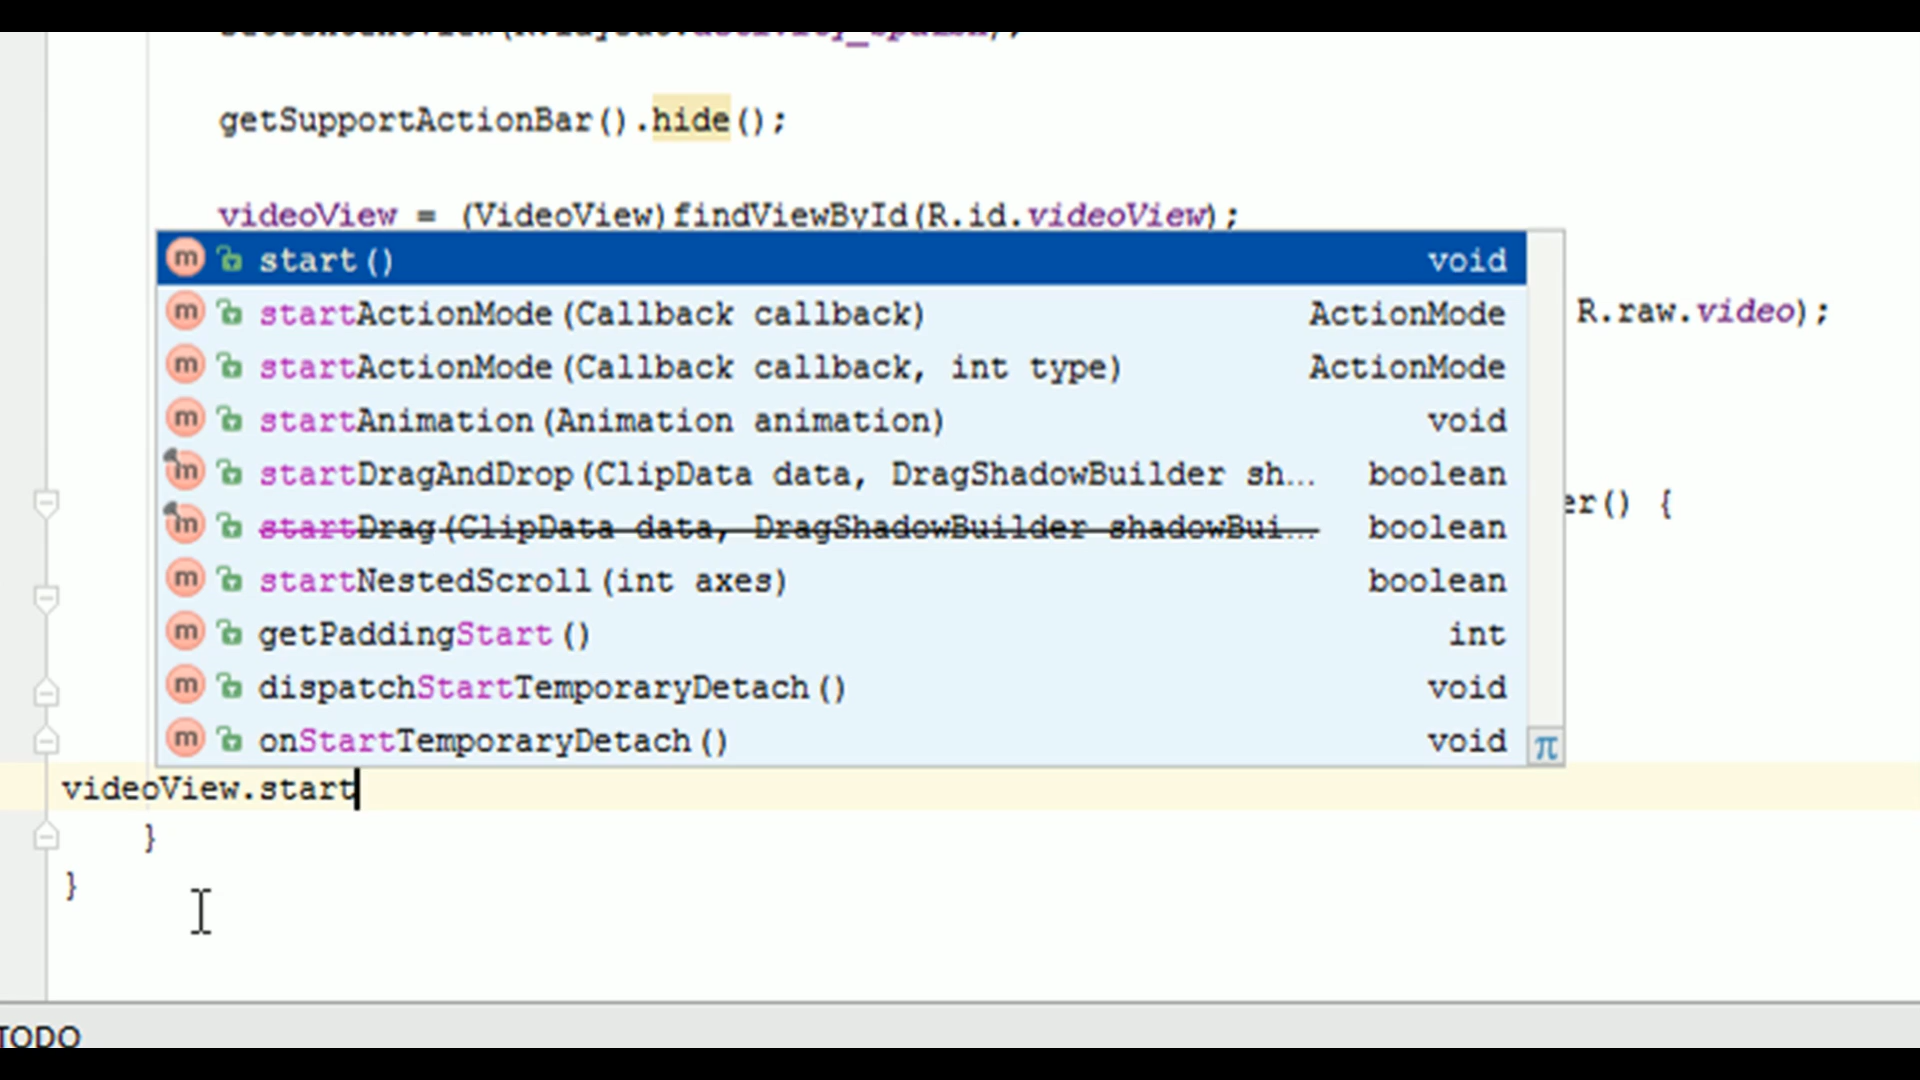 getSupportActionBar().hide();
videoView = (VideoView)findViewById(R.id.videoView);
start() void
startActionMode(Callback callback) ActionMode
R.raw.video);
startActionMode(Callback callback, int type) ActionMode
startAnimation(Animation animation) void
startDragAndDrop(ClipData data, DragShadowBuilder sh... boolean
er() {
startDrag(ClipData data, DragShadowBuilder shadowBui... boolean
startNestedScroll(int axes) boolean
getPaddingStart() int
dispatchStartTemporaryDetach() void
onStartTemporaryDetach() void
π
videoView.start
}
}
TODO